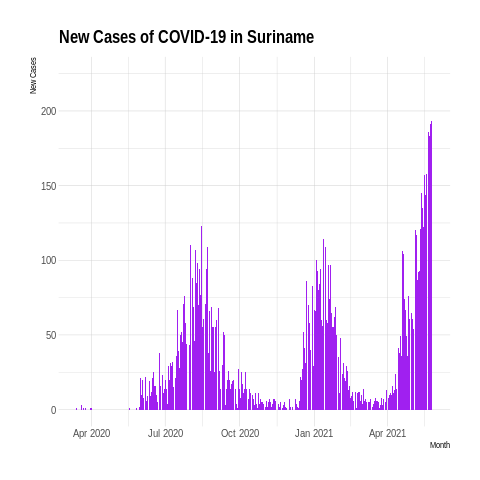 New Cases of COVID-19 in Suriname
New Cases
200
150
100
50
0
Apr 2020 Jul 2020 Oct 2020 Jan 2021 Apr 2021
Month